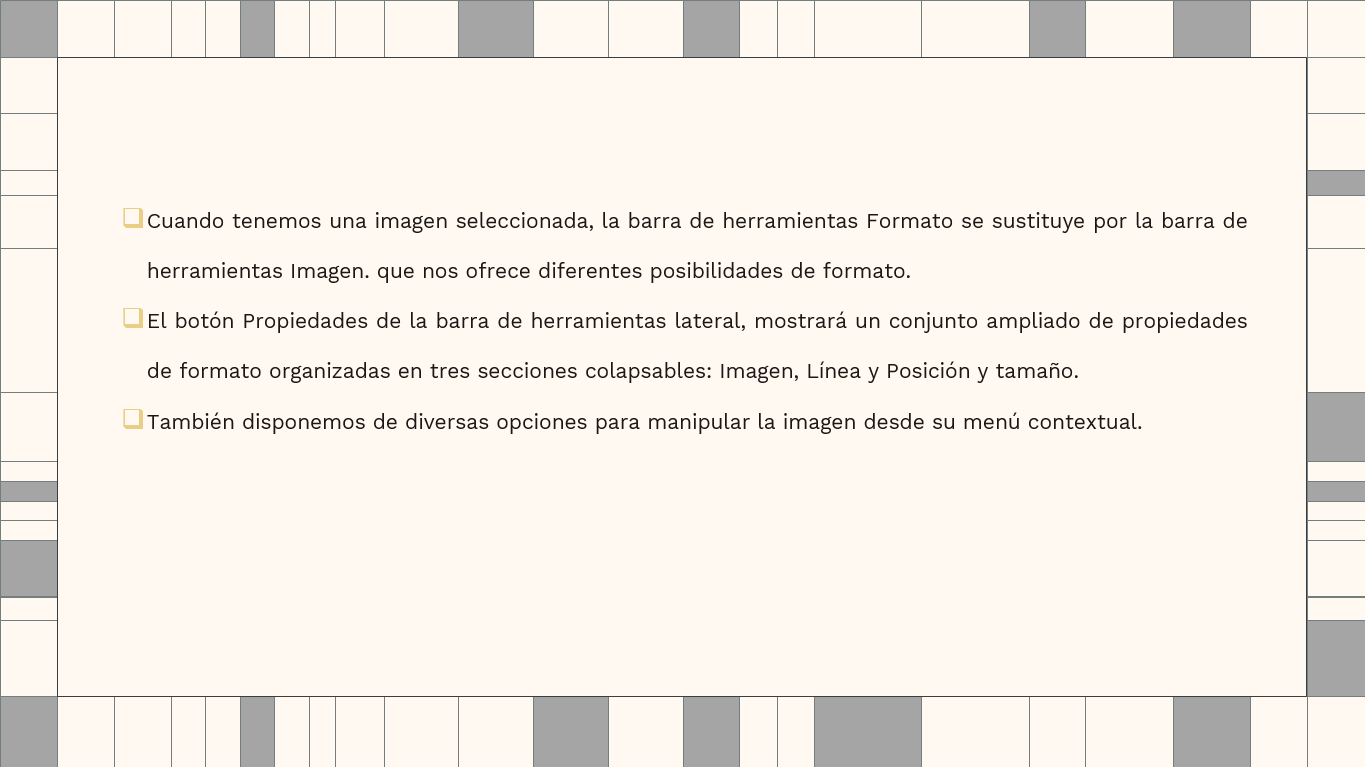 ❑Cuando tenemos una imagen seleccionada, la barra de herramientas Formato se sustituye por la barra de
herramientas Imagen. que nos ofrece diferentes posibilidades de formato.
❑El botón Propiedades de la barra de herramientas lateral, mostrará un conjunto ampliado de propiedades
de formato organizadas en tres secciones colapsables: Imagen, Línea y Posición y tamaño.
❑También disponemos de diversas opciones para manipular la imagen desde su menú contextual.